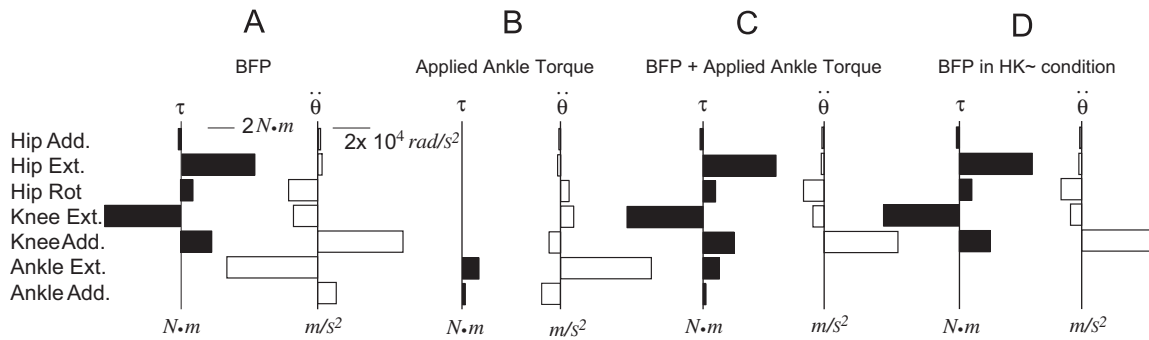 A B C D
BFP Applied Ankle Torque BFP + Applied Ankle Torque BFP in HK~ condition
τ θ̈ τ θ̈ τ θ̈ τ θ̈
2 N•m 2x 10⁴ rad/s²
Hip Add.
Hip Ext.
Hip Rot
Knee Ext.
Knee Add.
Ankle Ext.
Ankle Add.
N•m m/s² N•m m/s² N•m m/s² N•m m/s²